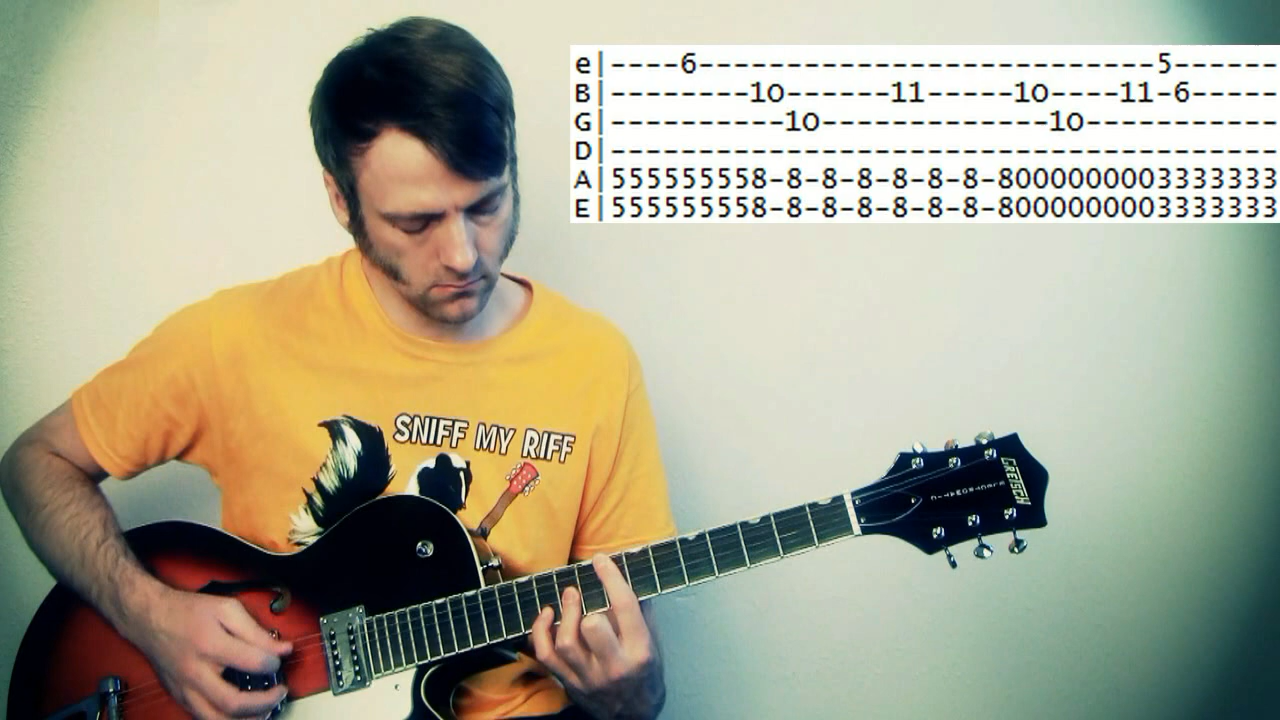 e|----6--------------------------5------
B|--------10------11-----10----11-6-----
G|----------10-------------10-----------
D|--------------------------------------
A|555555558-8-8-8-8-8-8-8000000003333333
E|555555558-8-8-8-8-8-8-8000000003333333
SNIFF MY RIFF
GRETSCH
ELECTROMATIC